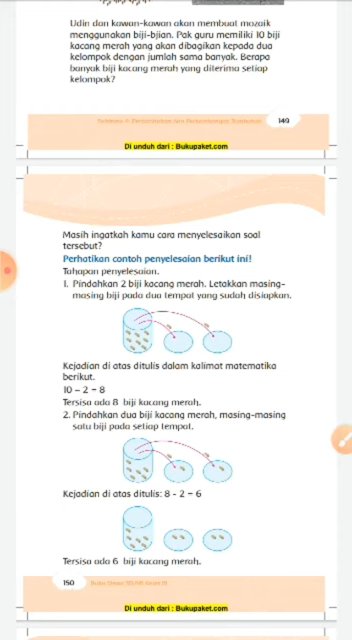 Udin dan kawan-kawan akan membuat mozaik
menggunakan biji-bjian. Pak guru memiliki 10 biji
kacang merah yang akan dibagikan kepada dua
kelompok dengan jumlah sama banyak. Berapa
banyak biji kacang merah yang diterima setiap
kelompok?
149
Di unduh dari : Bukupaket.com
Masih ingatkah kamu cara menyelesaikan soal
tersebut?
Perhatikan contoh penyelesaian berikut ini!
Tahapan penyelesaian.
1. Pindahkan 2 biji kacang merah. Letakkan masing-
masing biji pada dua tempat yang sudah disiapkan.
Kejadian di atas ditulis dalam kalimat matematika
berikut.
10 - 2 = 8
Tersisa ada 8 biji kacang merah.
2. Pindahkan dua biji kacang merah, masing-masing
satu biji pada setiap tempat.
Kejadian di atas ditulis: 8 - 2 = 6
Tersisa ada 6 biji kacang merah.
150
Di unduh dari : Bukupaket.com